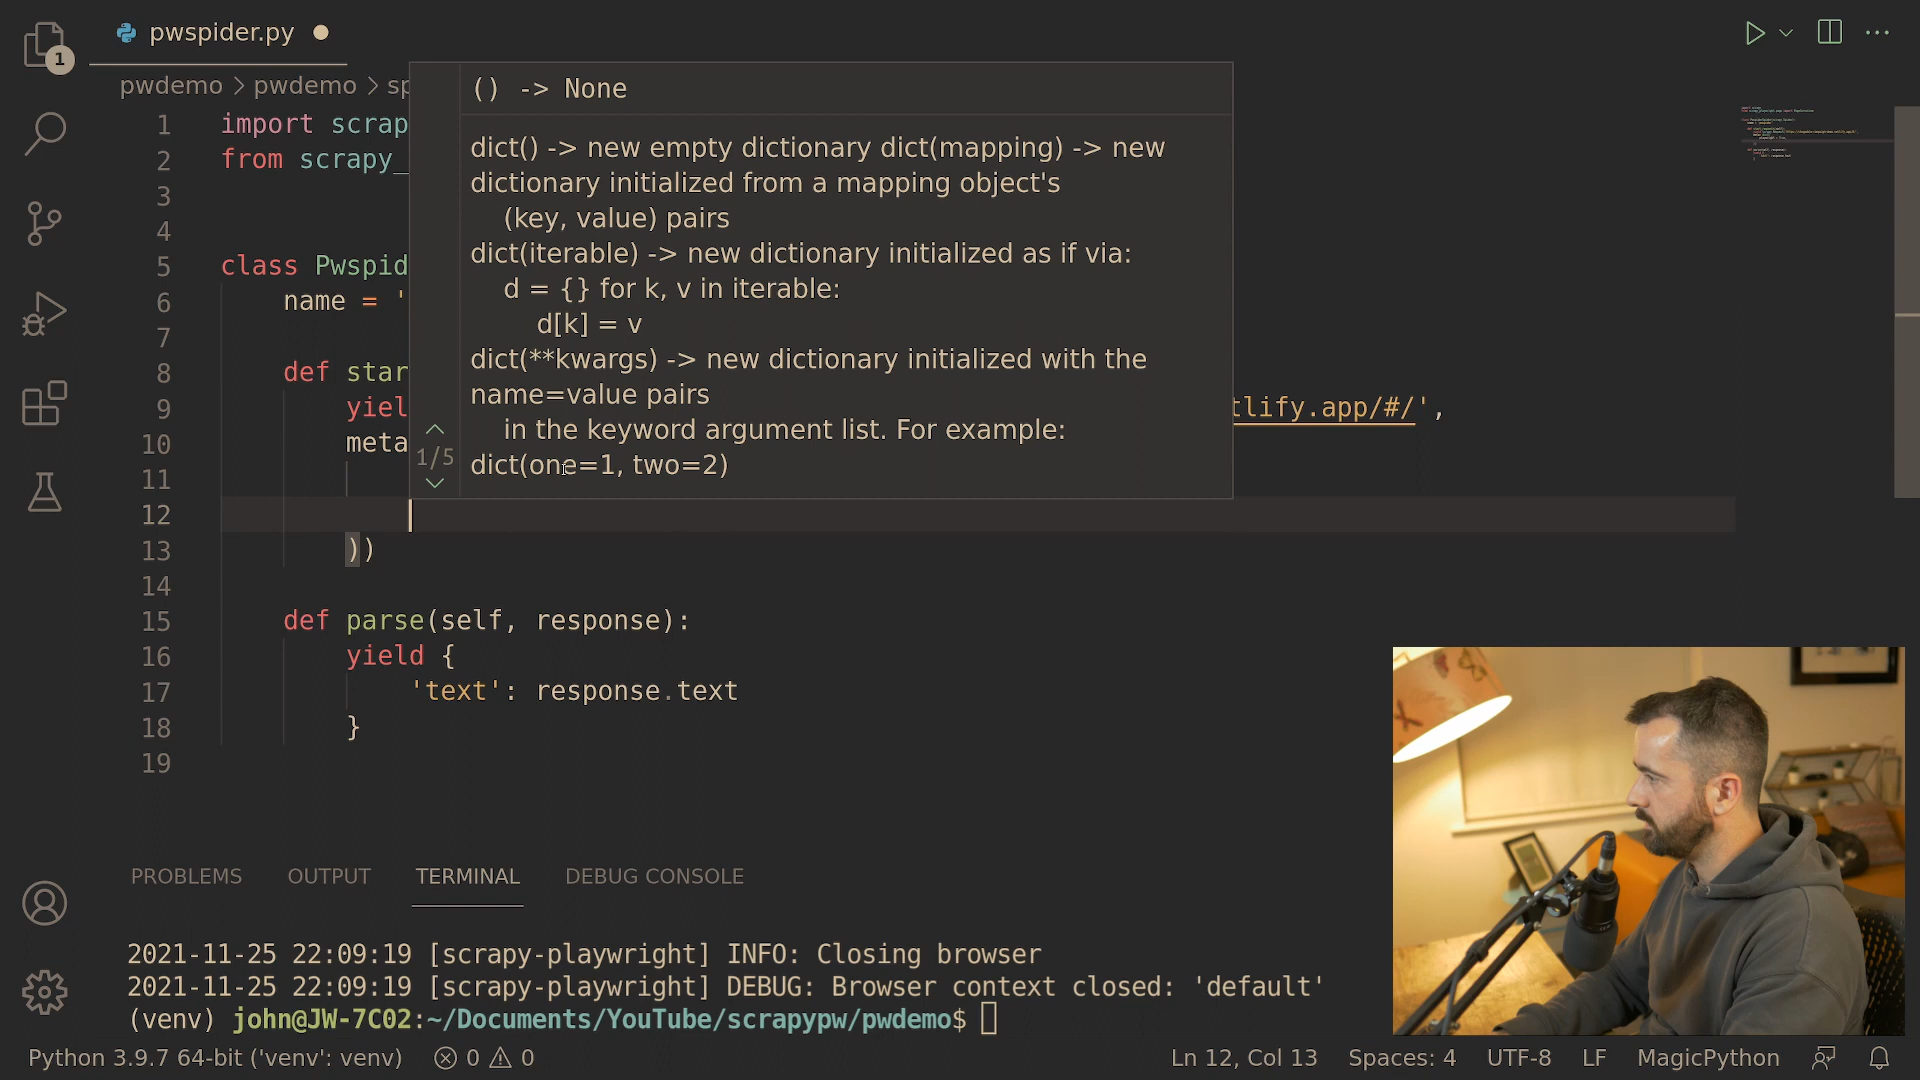 pwspider.py
1
pwdemo > pwdemo > sp
() -> None
dict() -> new empty dictionary dict(mapping) -> new
dictionary initialized from a mapping object's
(key, value) pairs
dict(iterable) -> new dictionary initialized as if via:
d = {} for k, v in iterable:
d[k] = v
dict(**kwargs) -> new dictionary initialized with the
name=value pairs
in the keyword argument list. For example:
dict(one=1, two=2)
1/5
1 import scrap
2 from scrapy_
3
4
5 class Pwspid
6 name = '
7
8 def star
9 yiel tlify.app/#/',
10 meta
11
12
13 ))
14
15 def parse(self, response):
16 yield {
17 'text': response.text
18 }
19
PROBLEMS OUTPUT TERMINAL DEBUG CONSOLE
2021-11-25 22:09:19 [scrapy-playwright] INFO: Closing browser
2021-11-25 22:09:19 [scrapy-playwright] DEBUG: Browser context closed: 'default'
(venv) john@JW-7C02:~/Documents/YouTube/scrapypw/pwdemo$
Python 3.9.7 64-bit ('venv': venv) 0 0 Ln 12, Col 13 Spaces: 4 UTF-8 LF MagicPython